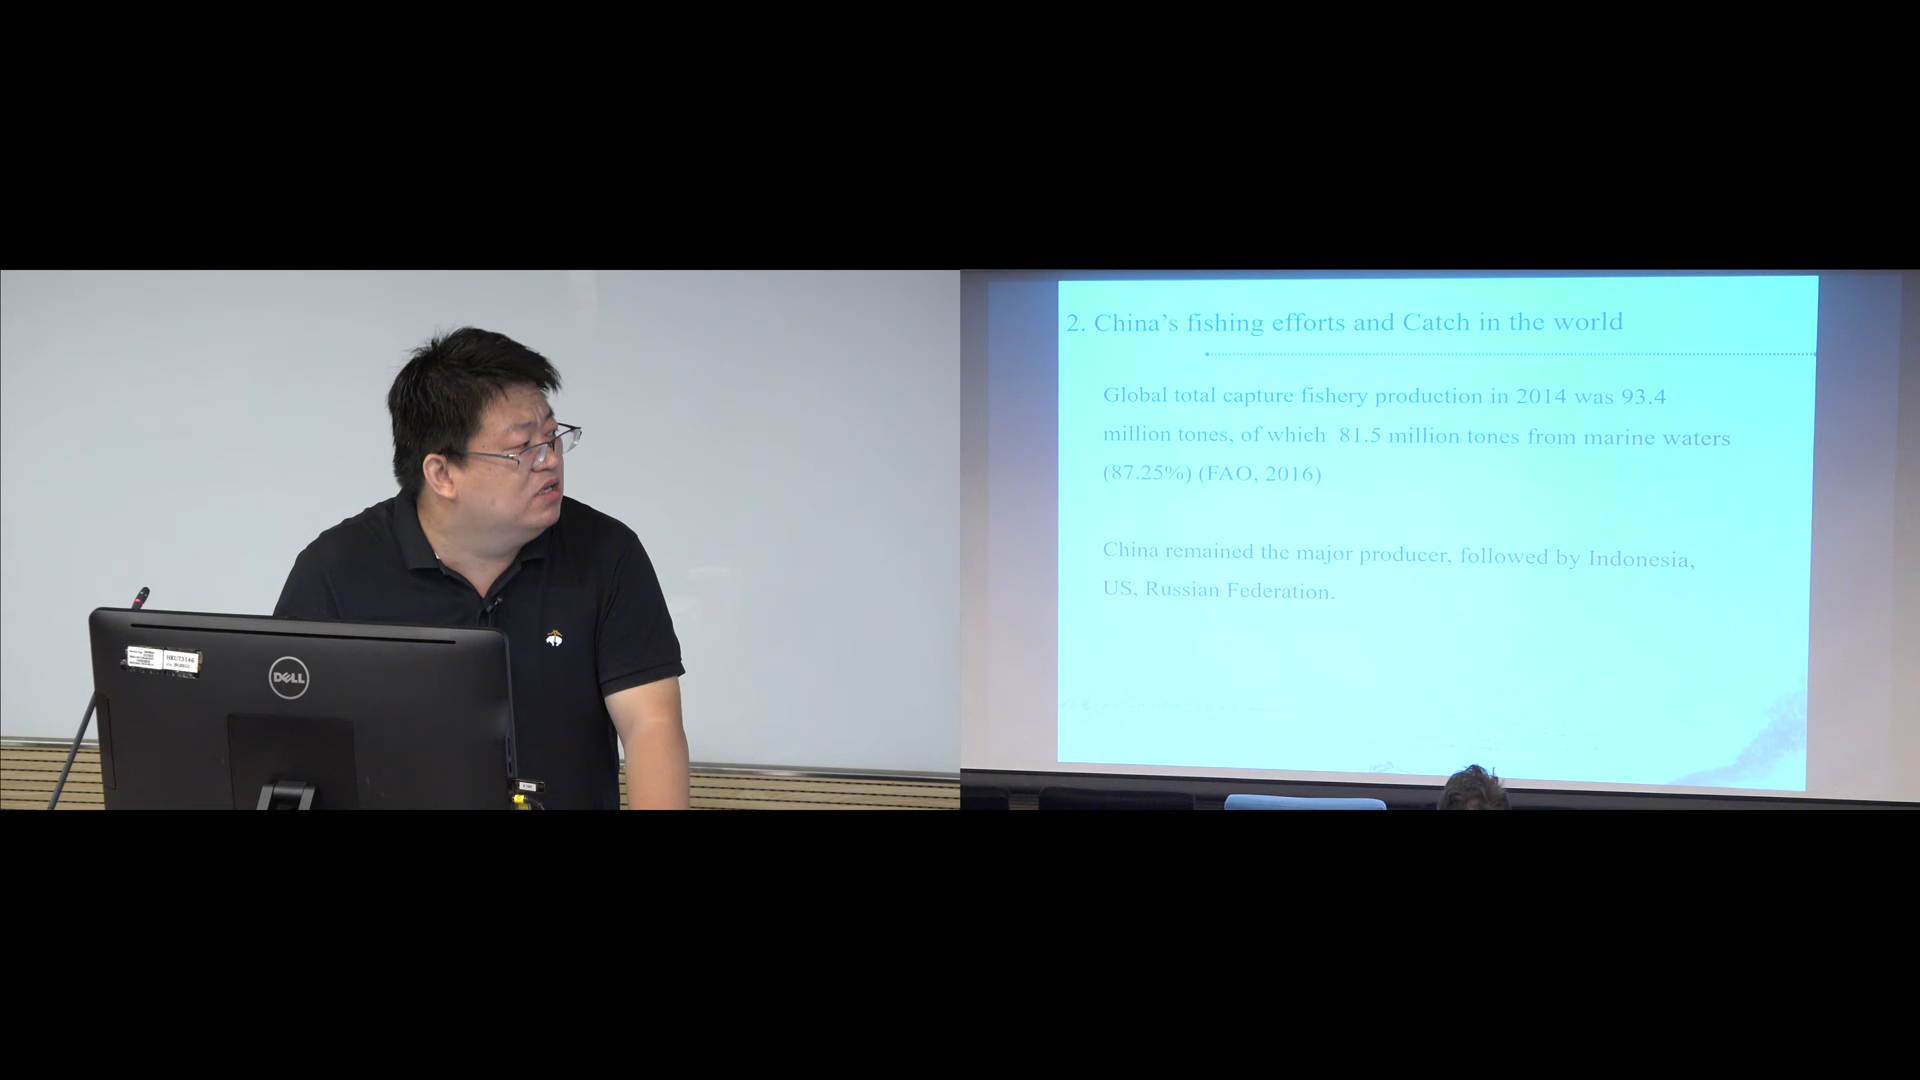 HKU73146
DELL
2. China's fishing efforts and Catch in the world
Global total capture fishery production in 2014 was 93.4
million tones, of which 81.5 million tones from marine waters
(87.25%) (FAO, 2016)
China remained the major producer, followed by Indonesia,
US, Russian Federation.